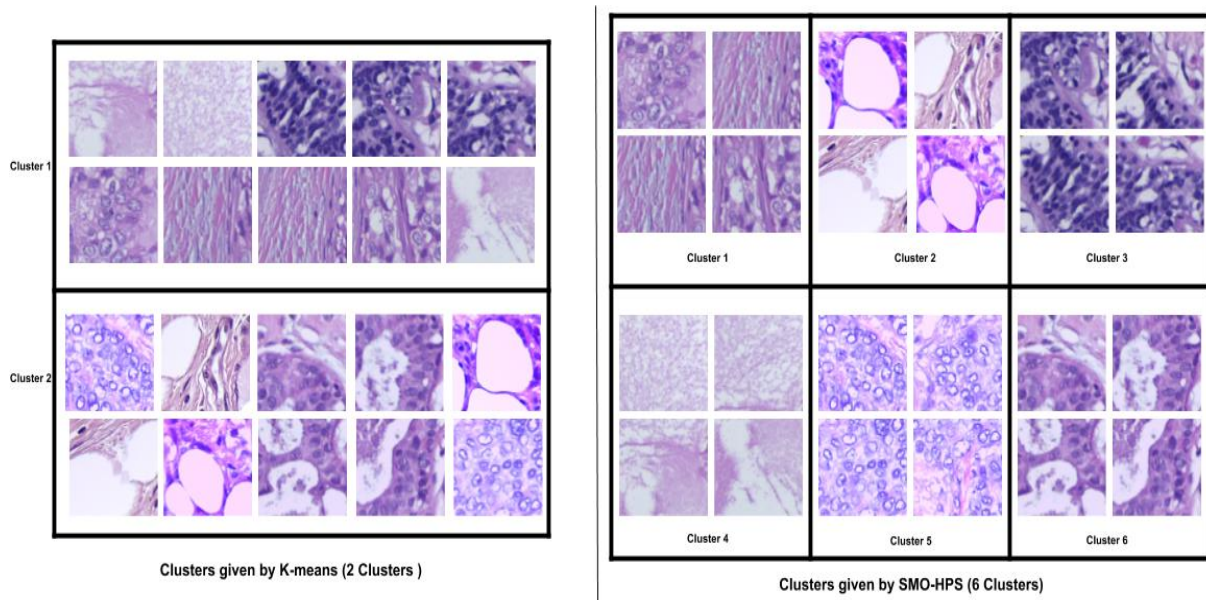 Cluster 1
Cluster 2
Clusters given by K-means (2 Clusters )
Cluster 1
Cluster 2
Cluster 3
Cluster 4
Cluster 5
Cluster 6
Clusters given by SMO-HPS (6 Clusters)